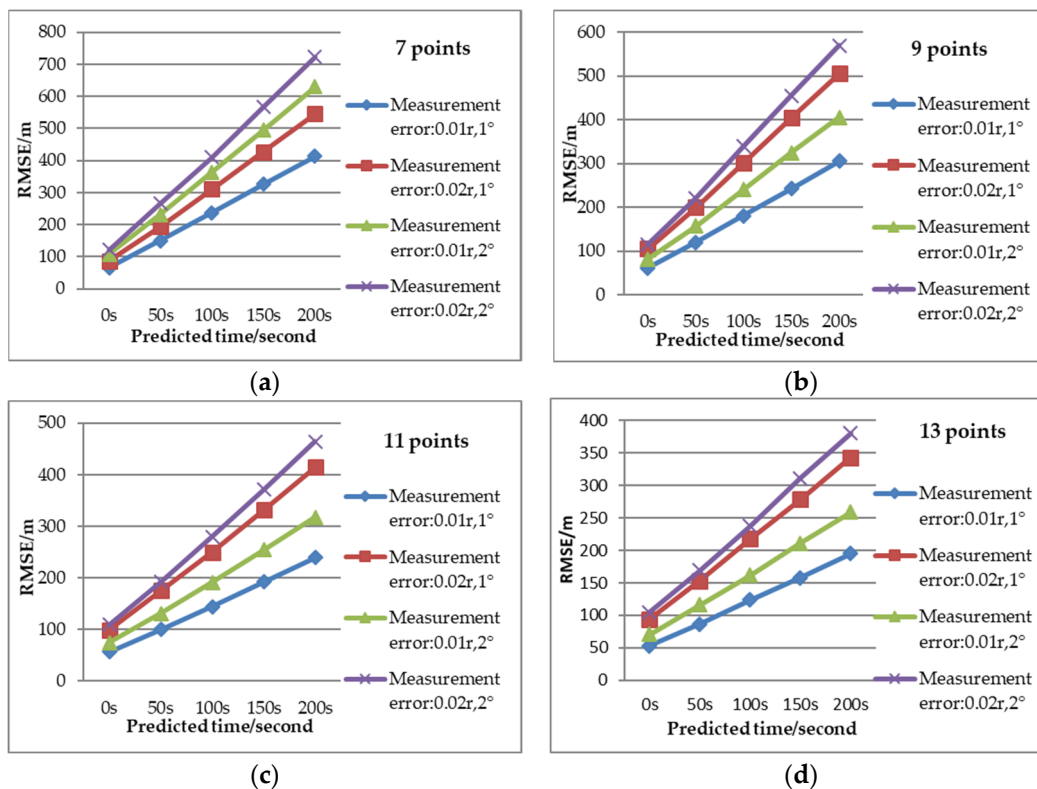 7 points
RMSE/m
800
700
600
500
400
300
200
100
0
0s 50s 100s 150s 200s
Predicted time/second
Measurement
error:0.01r,1°
Measurement
error:0.02r,1°
Measurement
error:0.01r,2°
Measurement
error:0.02r,2°
(a)
9 points
RMSE/m
600
500
400
300
200
100
0
0s 50s 100s 150s 200s
Predicted time/second
Measurement
error:0.01r,1°
Measurement
error:0.02r,1°
Measurement
error:0.01r,2°
Measurement
error:0.02r,2°
(b)
11 points
RMSE/m
500
400
300
200
100
0
0s 50s 100s 150s 200s
Predicted time/second
Measurement
error:0.01r,1°
Measurement
error:0.02r,1°
Measurement
error:0.01r,2°
Measurement
error:0.02r,2°
(c)
13 points
RMSE/m
400
350
300
250
200
150
100
50
0
0s 50s 100s 150s 200s
Predicted time/second
Measurement
error:0.01r,1°
Measurement
error:0.02r,1°
Measurement
error:0.01r,2°
Measurement
error:0.02r,2°
(d)